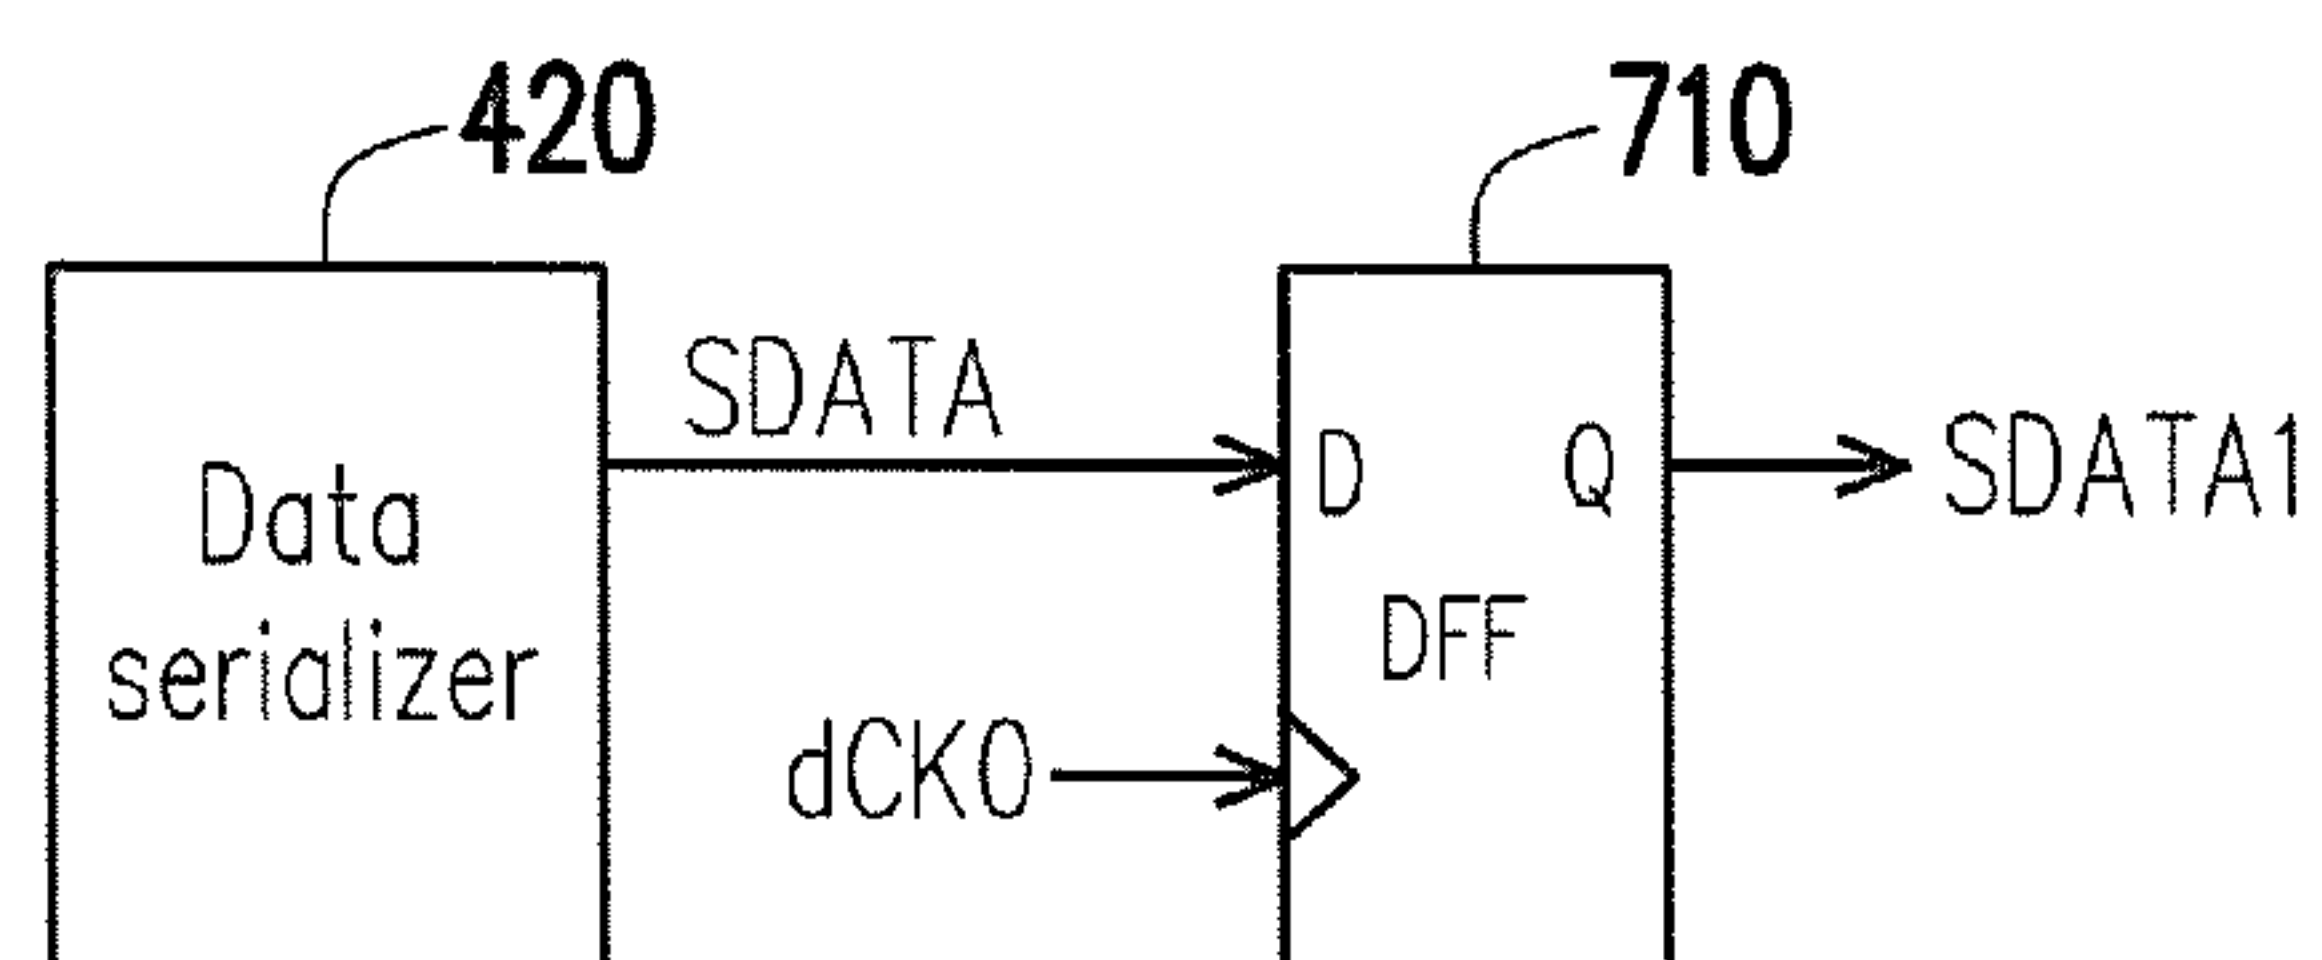 420
710
SDATA
D
Q
SDATA1
Data
serializer
DFF
dCK0